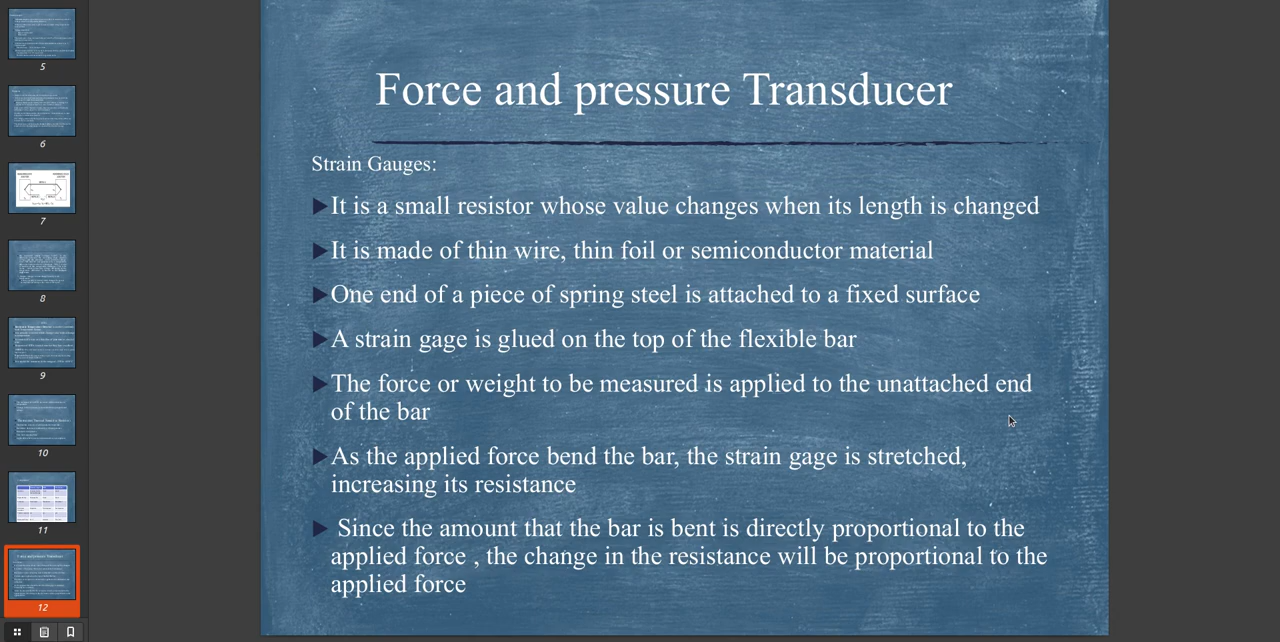 Force and pressure Transducer
Strain Gauges:
It is a small resistor whose value changes when its length is changed
It is made of thin wire, thin foil or semiconductor material
One end of a piece of spring steel is attached to a fixed surface
A strain gage is glued on the top of the flexible bar
The force or weight to be measured is applied to the unattached end
of the bar
As the applied force bend the bar, the strain gage is stretched,
increasing its resistance
Since the amount that the bar is bent is directly proportional to the
applied force , the change in the resistance will be proportional to the
applied force
5
6
7
8
9
10
11
12